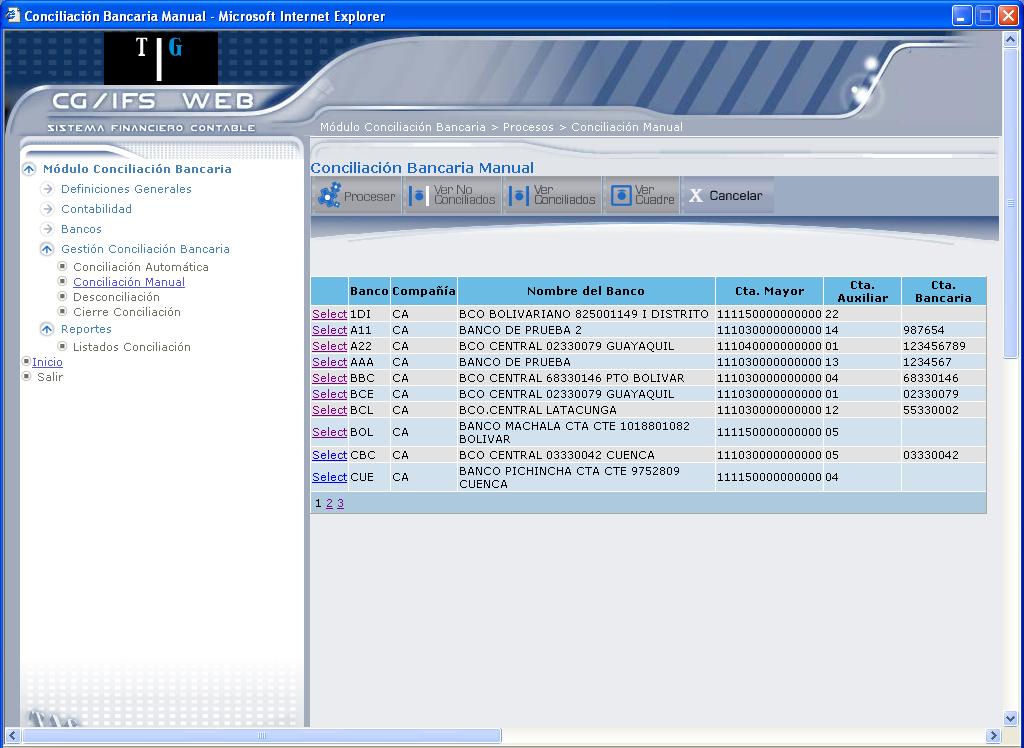 Conciliación Bancaria Manual - Microsoft Internet Explorer
T G
CG/IFS WEB
SISTEMA FINANCIERO CONTABLE
Módulo Conciliación Bancaria > Procesos > Conciliación Manual
Módulo Conciliación Bancaria
Definiciones Generales
Contabilidad
Bancos
Gestión Conciliación Bancaria
Conciliación Automática
Conciliación Manual
Desconciliación
Cierre Conciliación
Reportes
Listados Conciliación
Inicio
Salir
Conciliación Bancaria Manual
Procesar
Ver No
Conciliados
Ver
Conciliados
Ver
Cuadre
X Cancelar
Banco Compañía Nombre del Banco Cta. Mayor Cta. Auxiliar Cta. Bancaria
Select 1DI CA BCO BOLIVARIANO 825001149 I DISTRITO 111150000000000 22
Select A11 CA BANCO DE PRUEBA 2 111030000000000 14 987654
Select A22 CA BCO CENTRAL 02330079 GUAYAQUIL 111040000000000 01 123456789
Select AAA CA BANCO DE PRUEBA 111030000000000 13 1234567
Select BBC CA BCO CENTRAL 68330146 PTO BOLIVAR 111030000000000 04 68330146
Select BCE CA BCO CENTRAL 02330079 GUAYAQUIL 111030000000000 01 02330079
Select BCL CA BCO.CENTRAL LATACUNGA 111030000000000 12 55330002
Select BOL CA BANCO MACHALA CTA CTE 1018801082 BOLIVAR 111150000000000 05
Select CBC CA BCO CENTRAL 03330042 CUENCA 111030000000000 05 03330042
Select CUE CA BANCO PICHINCHA CTA CTE 9752809 CUENCA 111150000000000 04
1 2 3